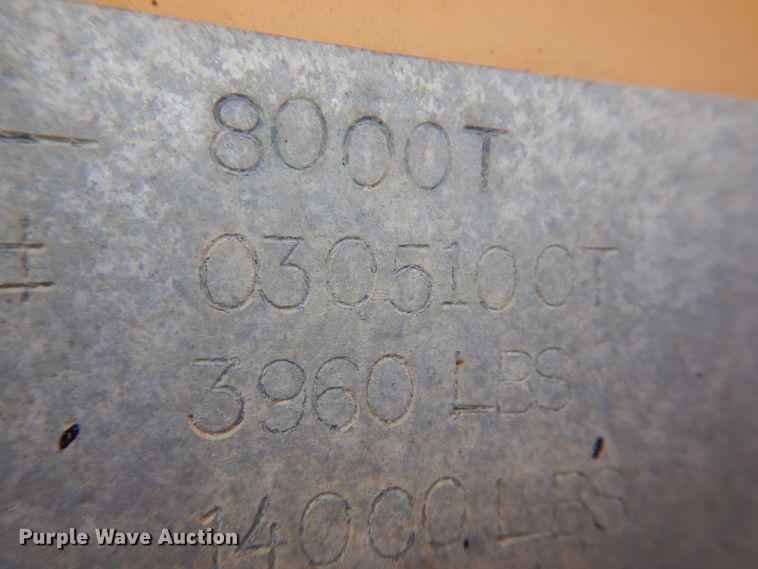 8000T
0305100T
3960 LBS
14000 LBS
Purple Wave Auction